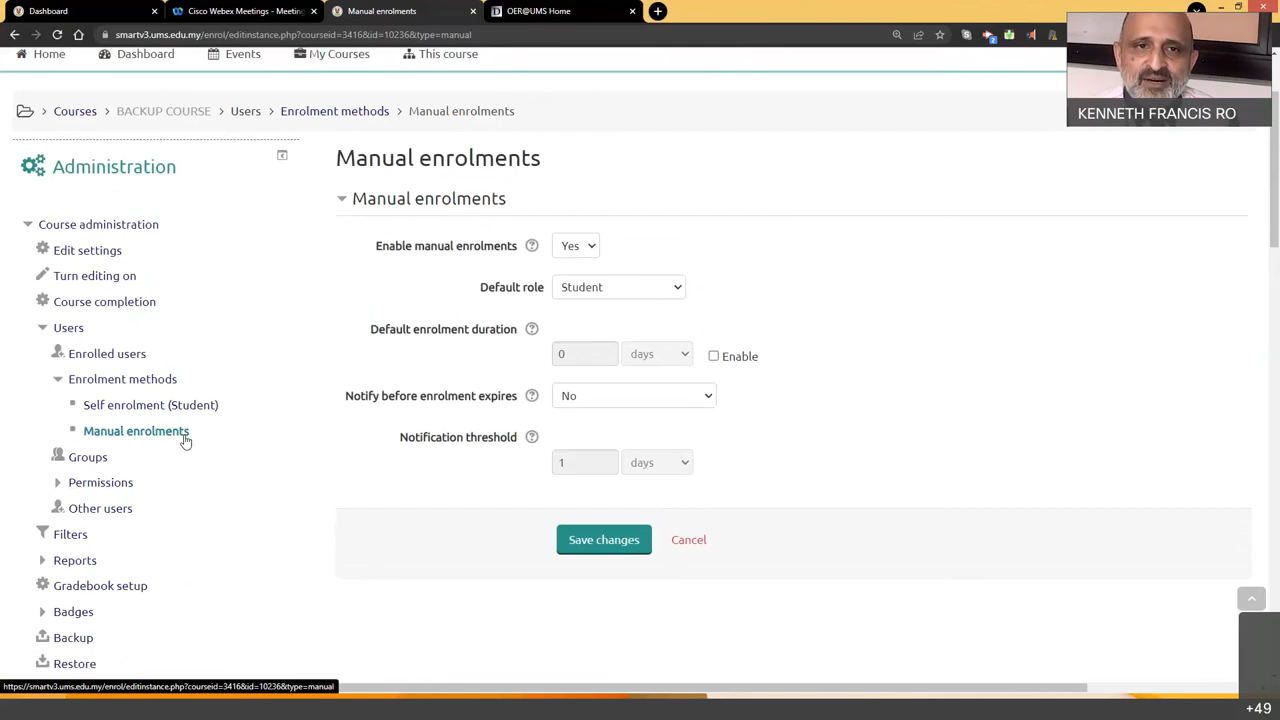 Dashboard
Cisco Webex Meetings - Meetin
Manual enrolments
OER@UMS Home
smartv3.ums.edu.my/enrol/editinstance.php?courseid=3416&id=10236&type=manual
Home
Dashboard
Events
My Courses
This course
KENNETH FRANCIS RO
Courses
BACKUP COURSE
Users
Enrolment methods
Manual enrolments
Administration
Course administration
Edit settings
Turn editing on
Course completion
Users
Enrolled users
Enrolment methods
Self enrolment (Student)
Manual enrolments
Groups
Permissions
Other users
Filters
Reports
Gradebook setup
Badges
Backup
Restore
Manual enrolments
Manual enrolments
Enable manual enrolments Yes
Default role Student
Default enrolment duration
0 days Enable
Notify before enrolment expires No
Notification threshold
1 days
Save changes Cancel
https://smartv3.ums.edu.my/enrol/editinstance.php?courseid=3416&id=10236&type=manual
+49